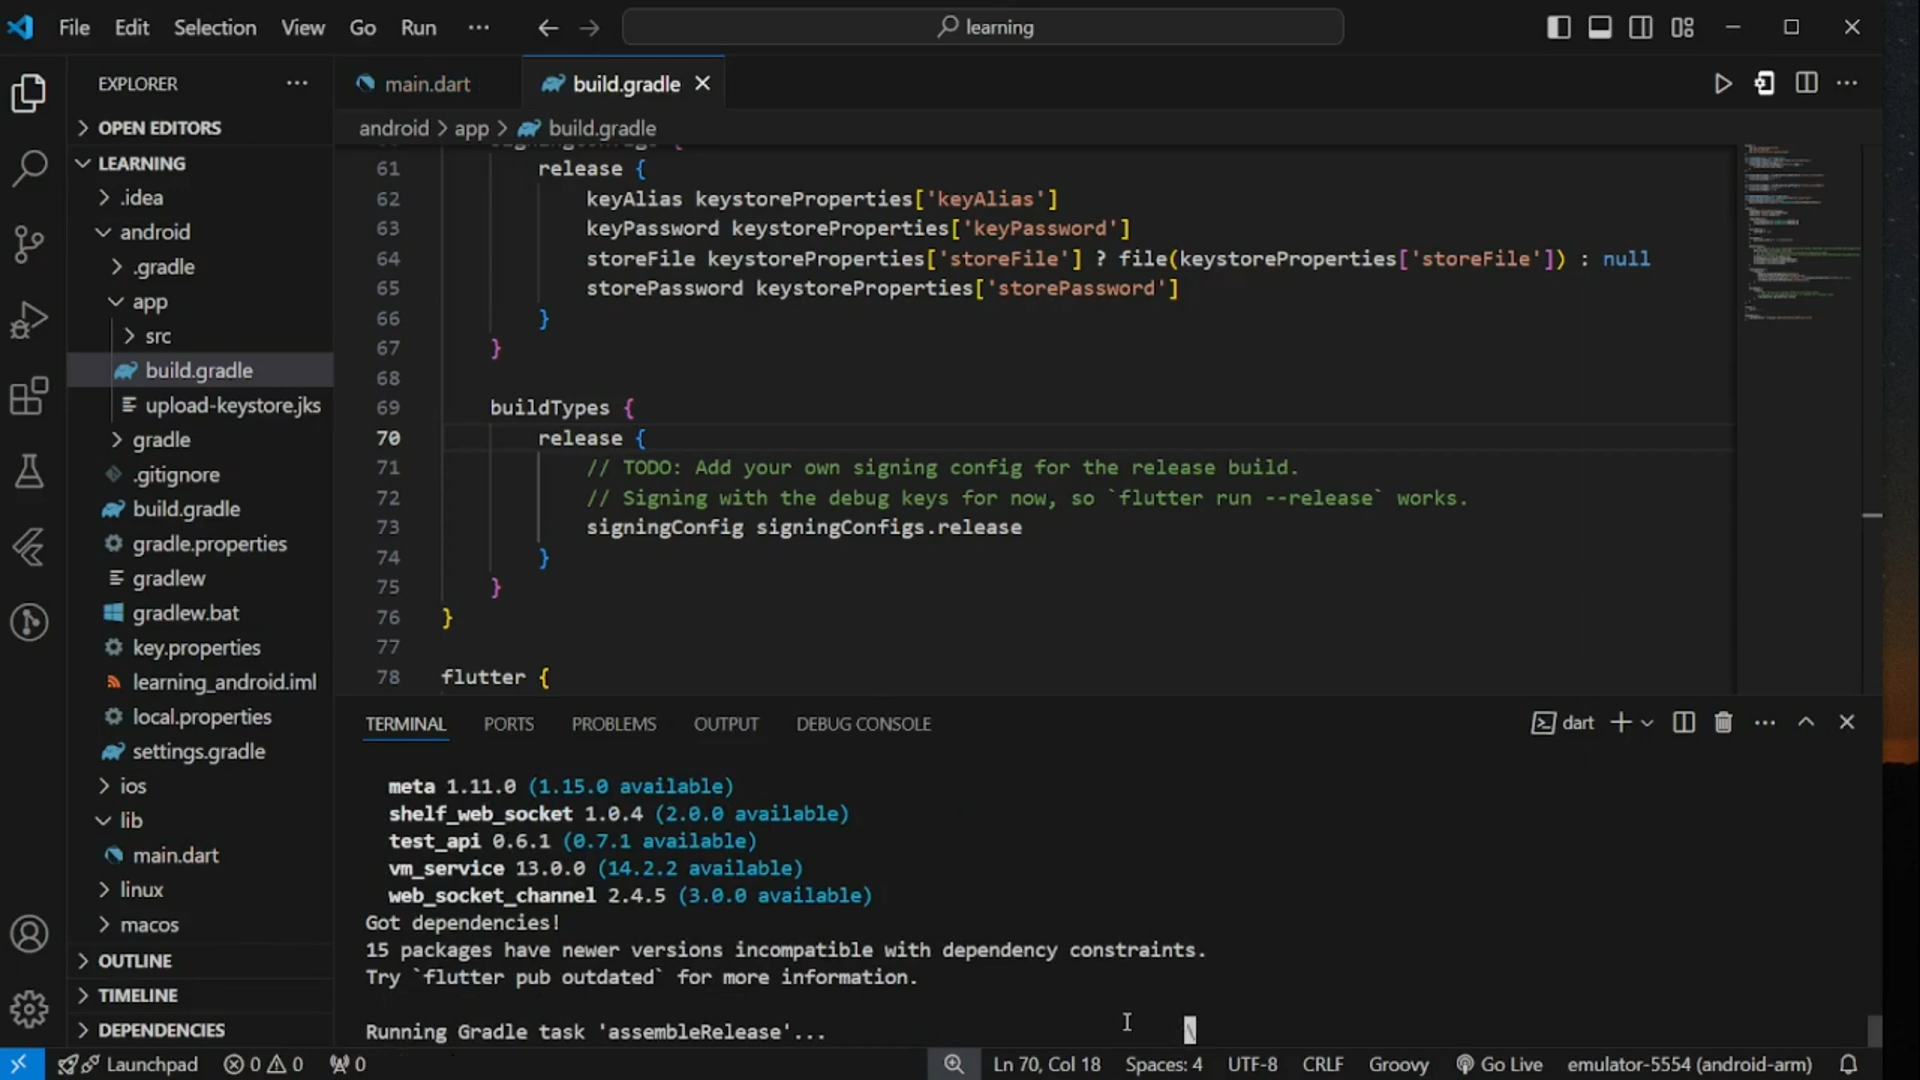 File Edit Selection View Go Run ... learning
EXPLORER ...
OPEN EDITORS
LEARNING
.idea
android
.gradle
app
src
build.gradle
upload-keystore.jks
gradle
.gitignore
build.gradle
gradle.properties
gradlew
gradlew.bat
key.properties
learning_android.iml
local.properties
settings.gradle
ios
lib
main.dart
linux
macos
OUTLINE
TIMELINE
DEPENDENCIES
main.dart build.gradle
android > app > build.gradle
61 release {
62 keyAlias keystoreProperties['keyAlias']
63 keyPassword keystoreProperties['keyPassword']
64 storeFile keystoreProperties['storeFile'] ? file(keystoreProperties['storeFile']) : null
65 storePassword keystoreProperties['storePassword']
66 }
67 }
68
69 buildTypes {
70 release {
71 // TODO: Add your own signing config for the release build.
72 // Signing with the debug keys for now, so `flutter run --release` works.
73 signingConfig signingConfigs.release
74 }
75 }
76 }
77
78 flutter {
TERMINAL PORTS PROBLEMS OUTPUT DEBUG CONSOLE dart
meta 1.11.0 (1.15.0 available)
shelf_web_socket 1.0.4 (2.0.0 available)
test_api 0.6.1 (0.7.1 available)
vm_service 13.0.0 (14.2.2 available)
web_socket_channel 2.4.5 (3.0.0 available)
Got dependencies!
15 packages have newer versions incompatible with dependency constraints.
Try `flutter pub outdated` for more information.
Running Gradle task 'assembleRelease'... \
Launchpad 0 0 0 Ln 70, Col 18 Spaces: 4 UTF-8 CRLF Groovy Go Live emulator-5554 (android-arm)